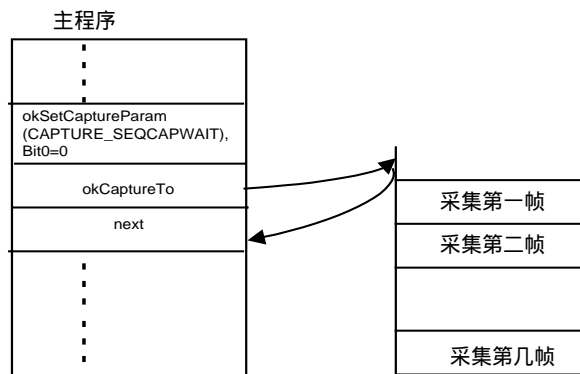 主程序
okSetCaptureParam
(CAPTURE_SEQCAPWAIT),
Bit0=0
okCaptureTo
next
采集第一帧
采集第二帧
采集第几帧